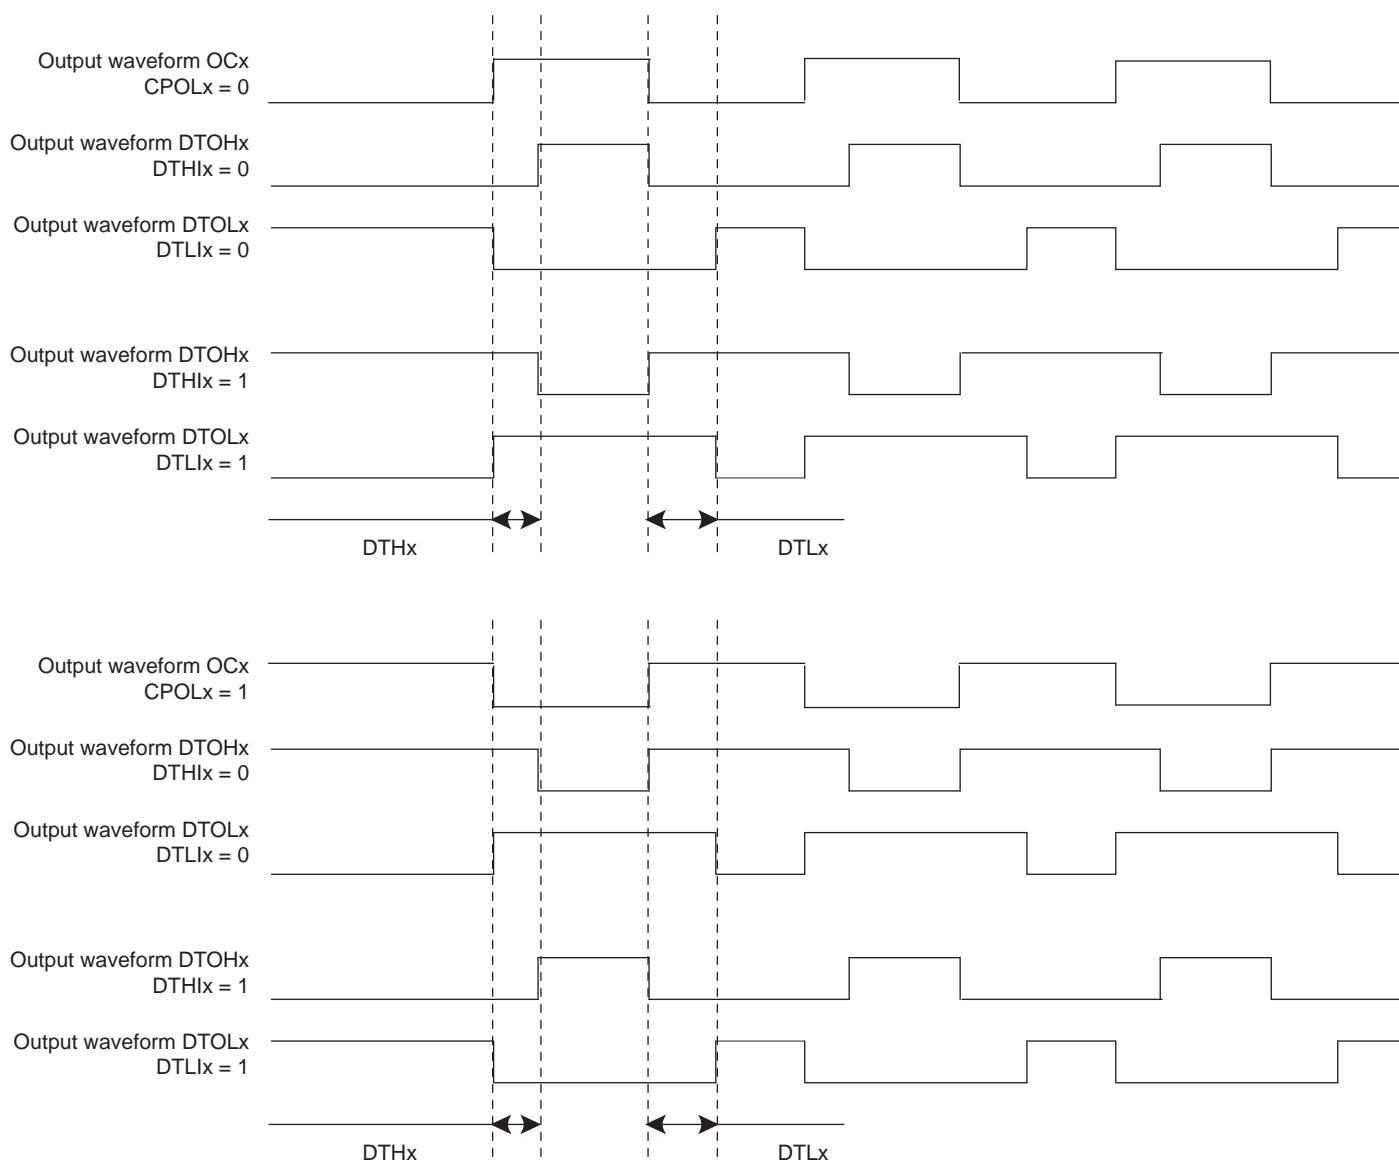 Output waveform OCx
CPOLx = 0
Output waveform DTOHx
DTHIx = 0
Output waveform DTOLx
DTLIx = 0
Output waveform DTOHx
DTHIx = 1
Output waveform DTOLx
DTLIx = 1
DTHx
DTLx
Output waveform OCx
CPOLx = 1
Output waveform DTOHx
DTHIx = 0
Output waveform DTOLx
DTLIx = 0
Output waveform DTOHx
DTHIx = 1
Output waveform DTOLx
DTLIx = 1
DTHx
DTLx